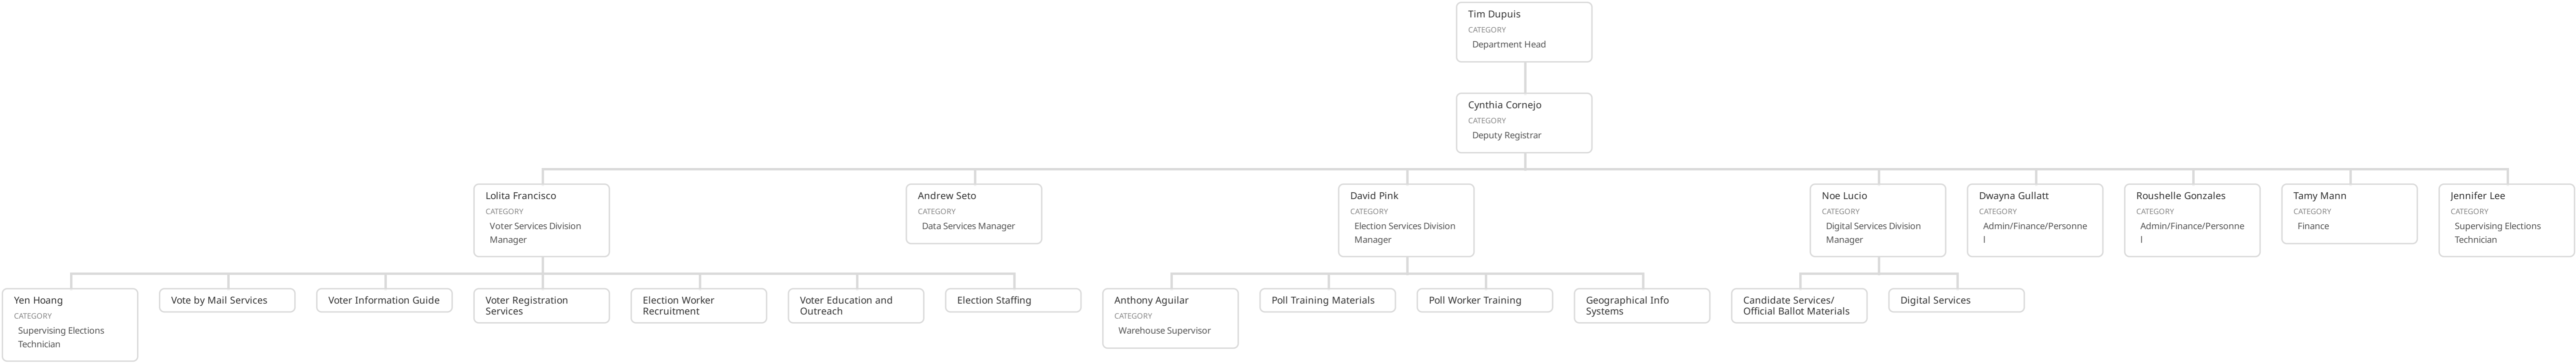 Tim Dupuis
CATEGORY
Department Head
Cynthia Cornejo
CATEGORY
Deputy Registrar
Lolita Francisco
CATEGORY
Voter Services Division
Manager
Andrew Seto
CATEGORY
Data Services Manager
David Pink
CATEGORY
Election Services Division
Manager
Noe Lucio
CATEGORY
Digital Services Division
Manager
Dwayna Gullatt
CATEGORY
Admin/Finance/Personne
l
Roushelle Gonzales
CATEGORY
Admin/Finance/Personne
l
Tamy Mann
CATEGORY
Finance
Jennifer Lee
CATEGORY
Supervising Elections
Technician
Yen Hoang
CATEGORY
Supervising Elections
Technician
Vote by Mail Services
Voter Information Guide
Voter Registration
Services
Election Worker
Recruitment
Voter Education and
Outreach
Election Staffing
Anthony Aguilar
CATEGORY
Warehouse Supervisor
Poll Training Materials
Poll Worker Training
Geographical Info
Systems
Candidate Services/
Official Ballot Materials
Digital Services